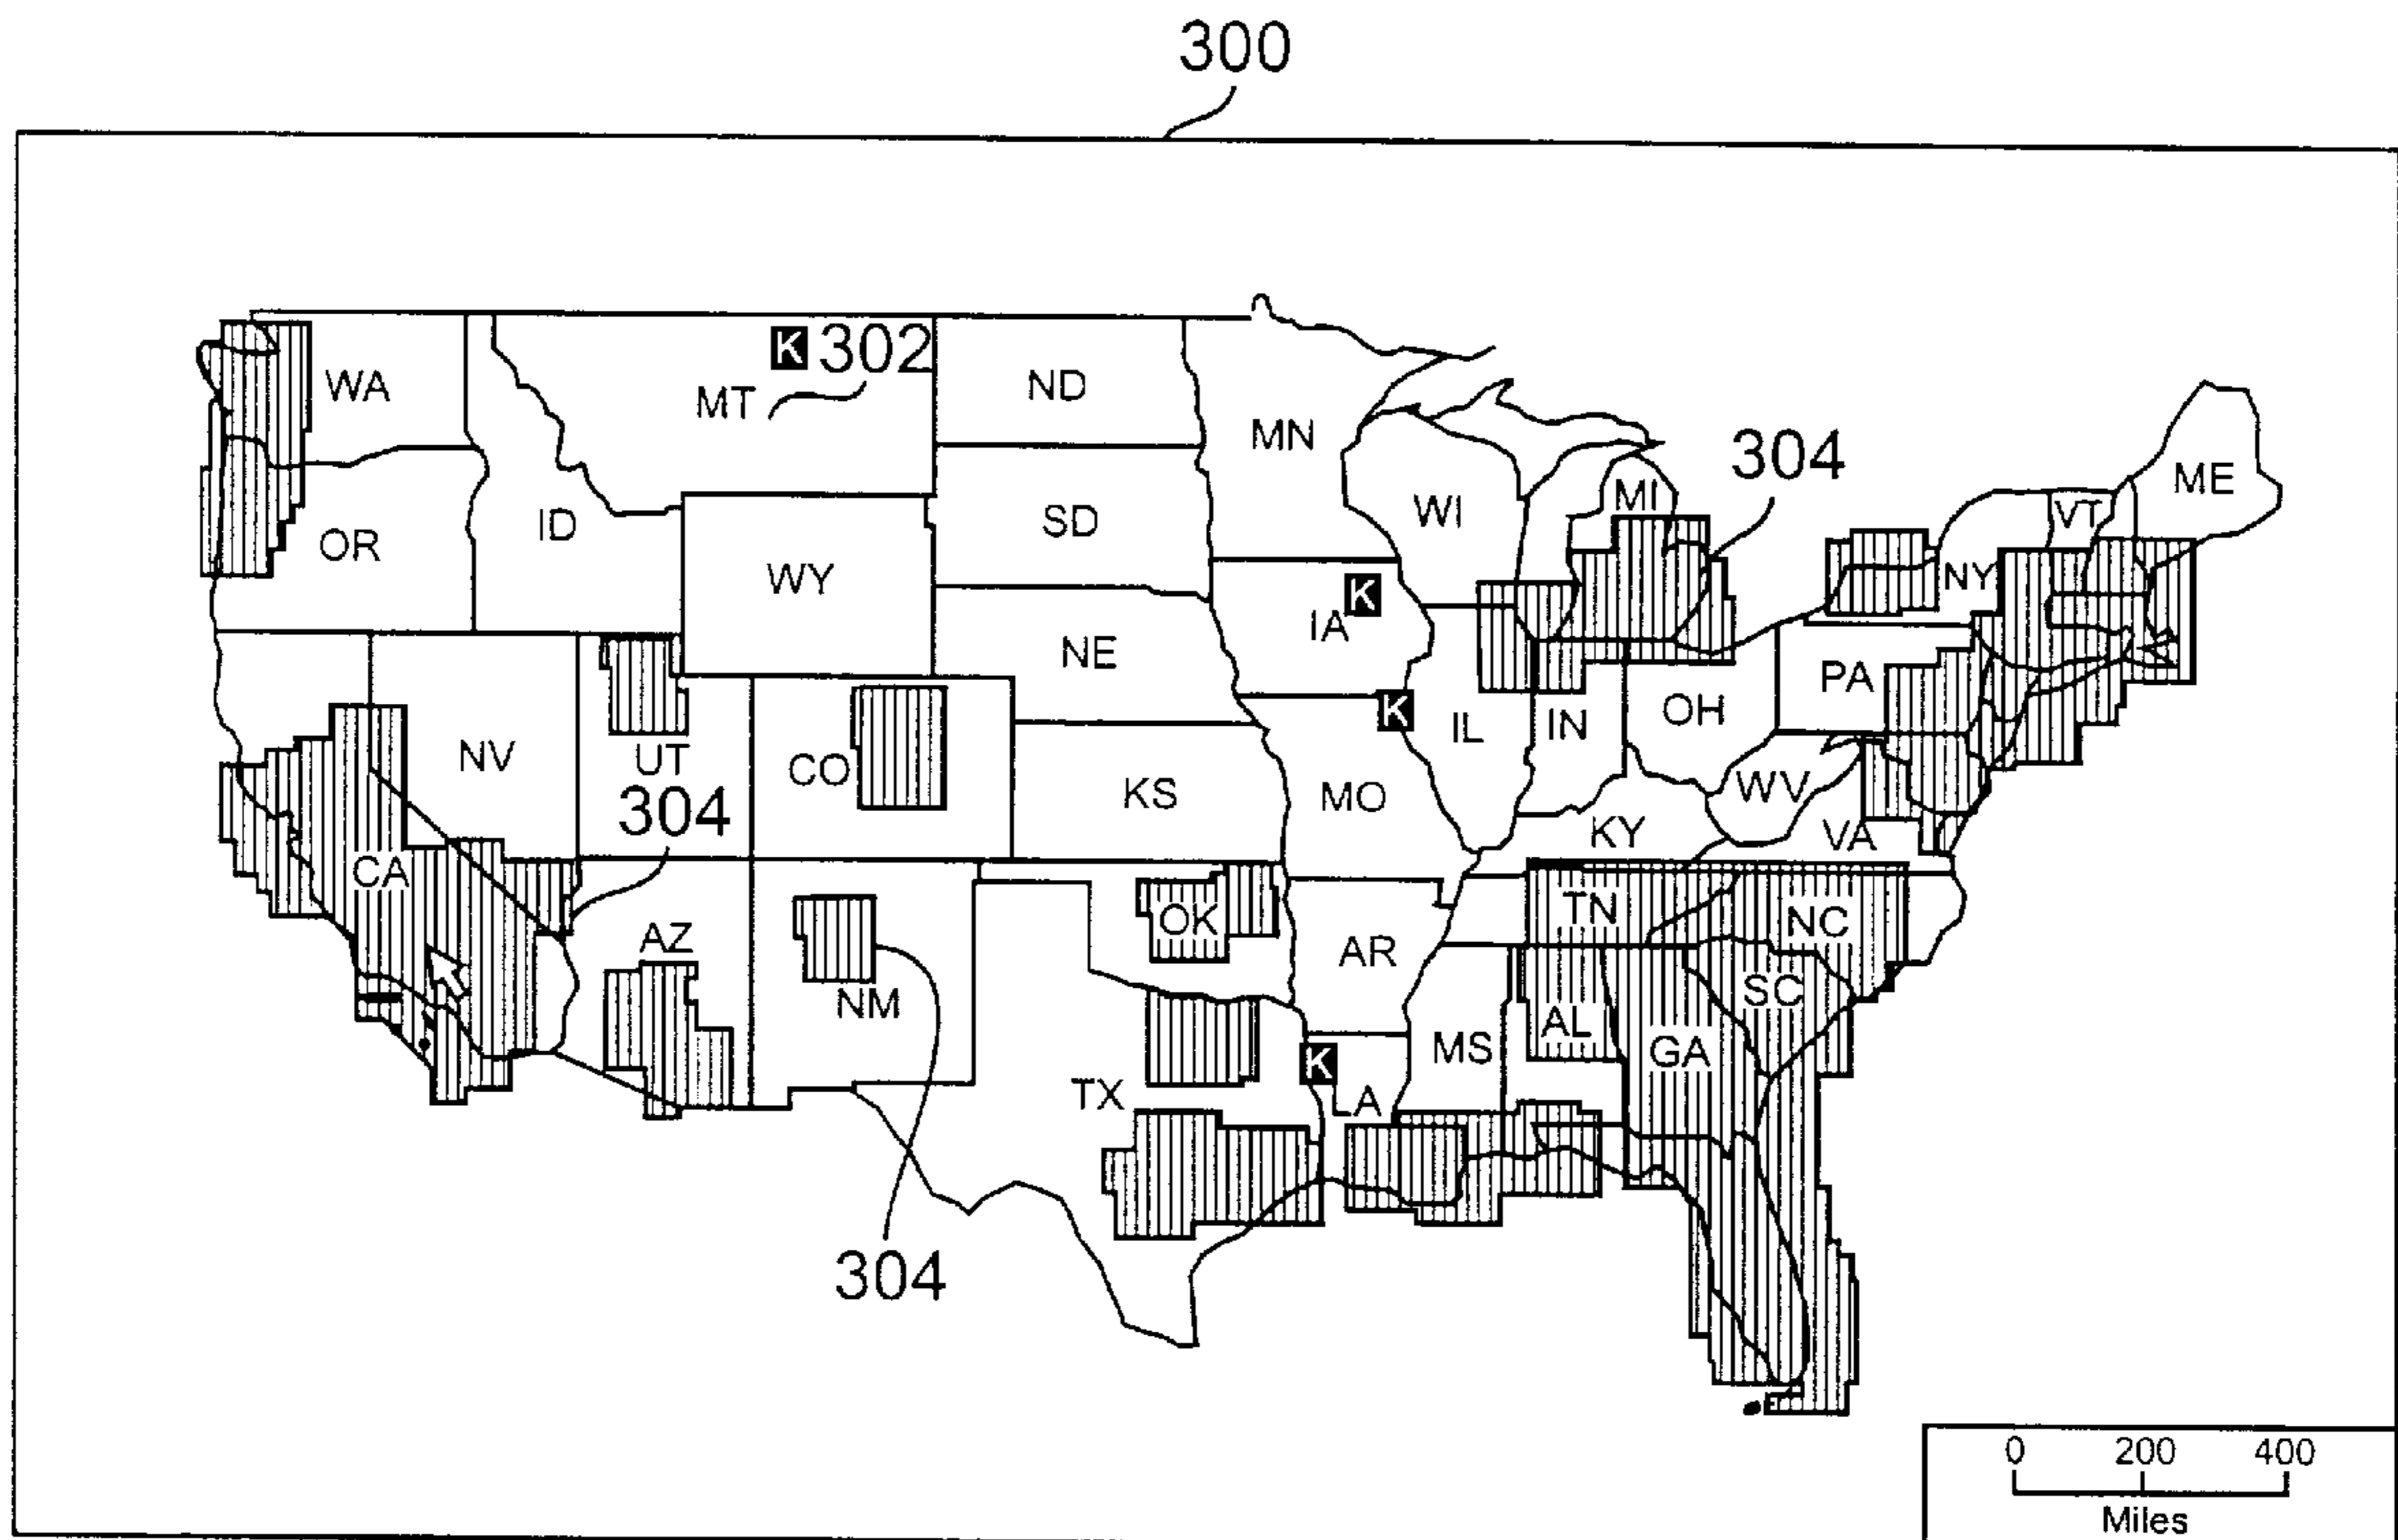 300
K 302
WA
MT
ND
MN
OR
ID
WY
SD
WI
MI
304
VT
ME
NY
IA K
NE
K
PA
NV
UT
CO
KS
MO
IL
IN
OH
WV
VA
KY
304
CA
AZ
NM
OK
AR
TN
NC
SC
AL
GA
MS
K
LA
TX
304
0 200 400
Miles